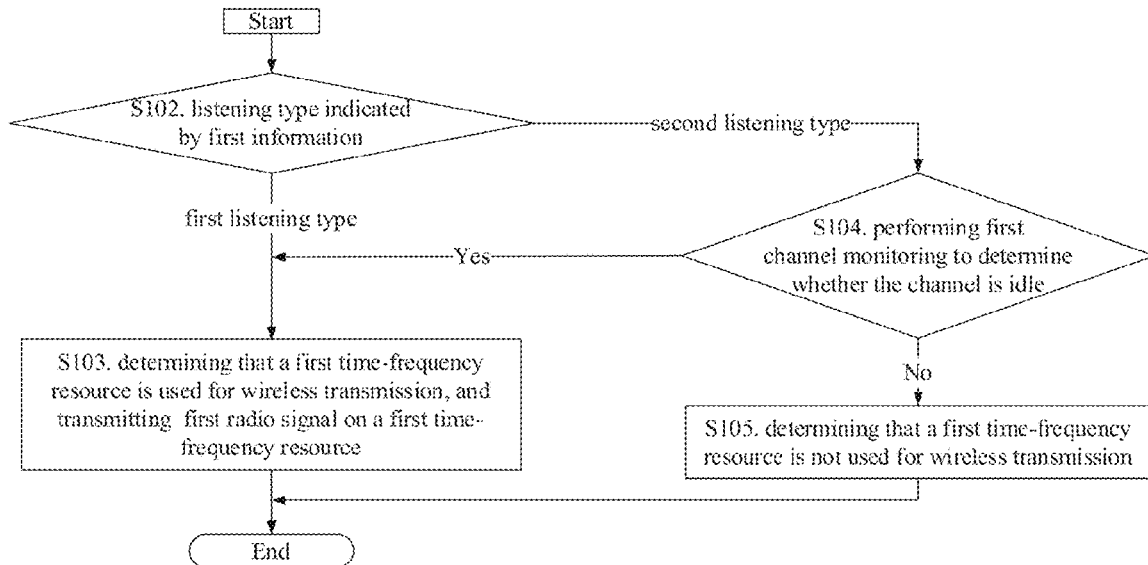 Start
S102. listening type indicated
by first information
second listening type
first listening type
S104. performing first
channel monitoring to determine
whether the channel is idle
Yes
S103. determining that a first time-frequency
resource is used for wireless transmission, and
transmitting first radio signal on a first time-
frequency resource
No
S105. determining that a first time-frequency
resource is not used for wireless transmission
End